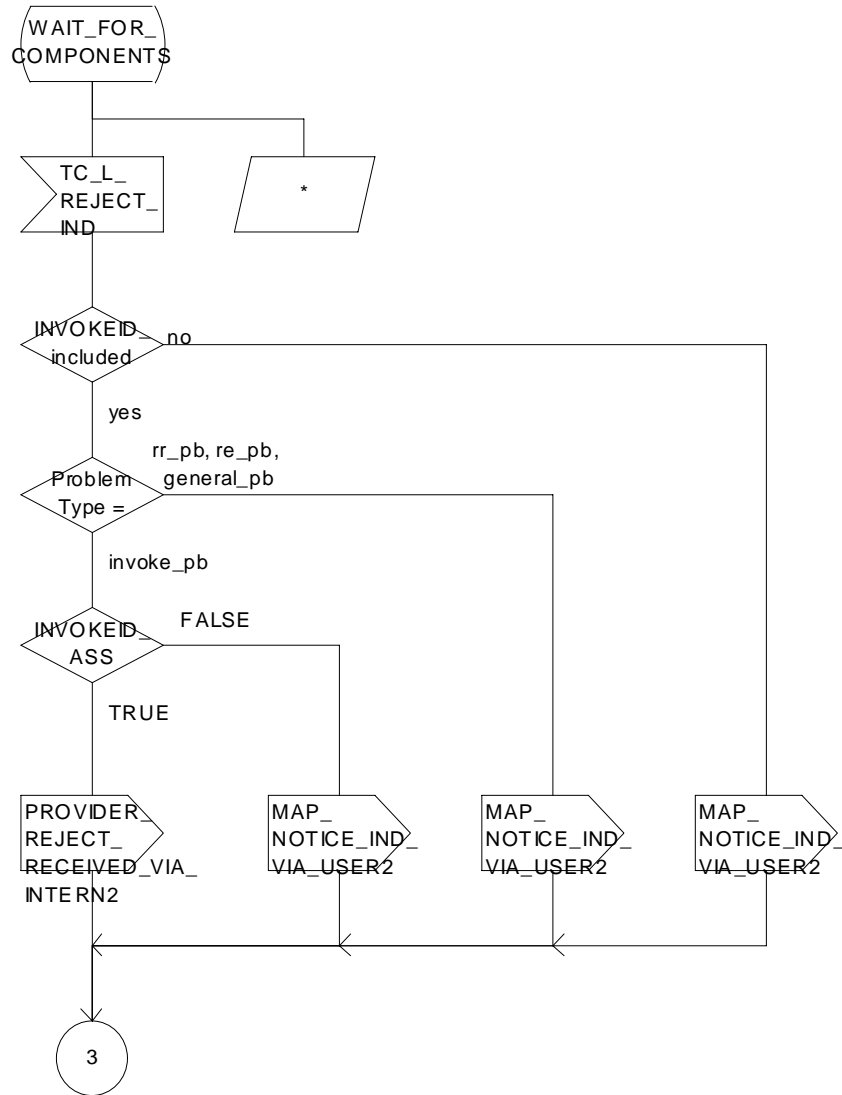 WAIT_FOR_
COMPONENTS
TC_L_
REJECT_
IND
*
INVOKEID_
included
no
yes
rr_pb, re_pb,
general_pb
Problem
Type =
invoke_pb
FALSE
INVOKEID_
ASS
TRUE
PROVIDER_
REJECT_
RECEIVED_VIA_
INTERN2
MAP_
NOTICE_IND_
VIA_USER2
MAP_
NOTICE_IND_
VIA_USER2
MAP_
NOTICE_IND_
VIA_USER2
3